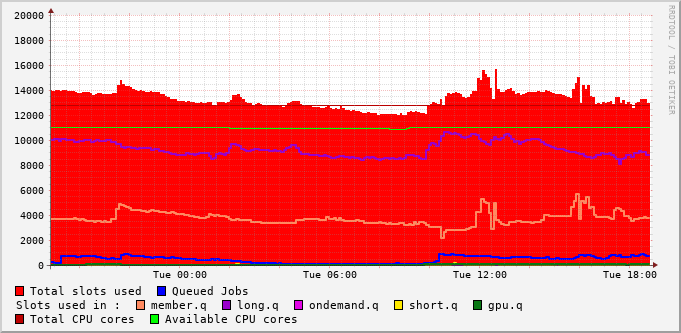 20000
18000
16000
14000
12000
10000
8000
6000
4000
2000
0
Tue 00:00 Tue 06:00 Tue 12:00 Tue 18:00
Total slots used Queued Jobs
Slots used in : member.q long.q ondemand.q short.q gpu.q
Total CPU cores Available CPU cores
RRDTOOL / TOBI OETIKER